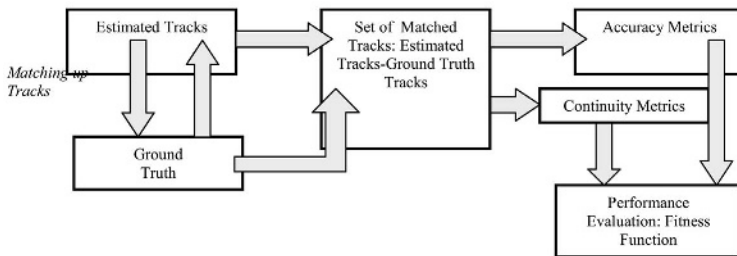 Estimated Tracks
Matching up
Tracks
Ground
Truth
Set of Matched
Tracks: Estimated
Tracks-Ground Truth
Tracks
Accuracy Metrics
Continuity Metrics
Performance
Evaluation: Fitness
Function